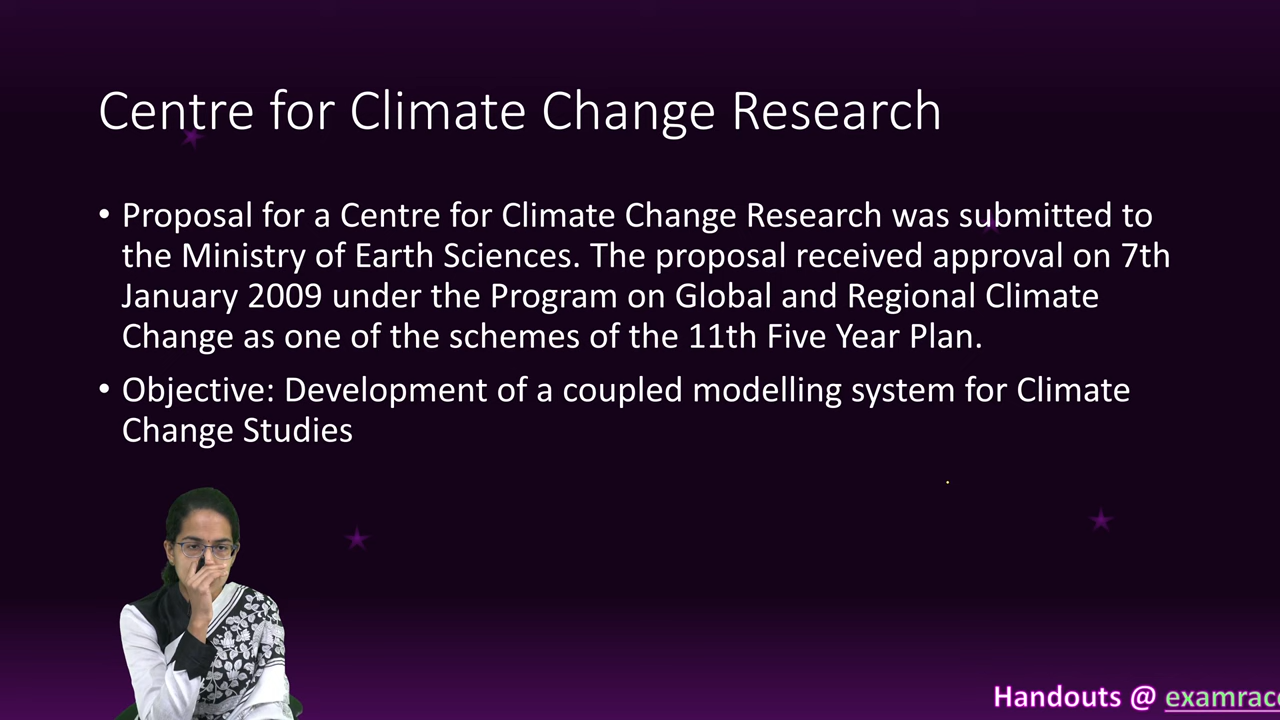 Centre for Climate Change Research
• Proposal for a Centre for Climate Change Research was submitted to
the Ministry of Earth Sciences. The proposal received approval on 7th
January 2009 under the Program on Global and Regional Climate
Change as one of the schemes of the 11th Five Year Plan.
• Objective: Development of a coupled modelling system for Climate
Change Studies
Handouts @ examrac